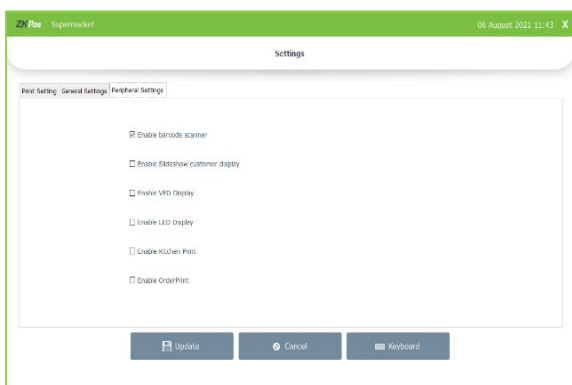 ZKPos Supermarket 06 August 2021 11:43 X
Settings
Print Setting General Settings Peripheral Settings
Enable barcode scanner
Enable Slideshow customer display
Enable VFD Display
Enable LED Display
Enable Kitchen Print
Enable OrderPrint
Update Cancel Keyboard